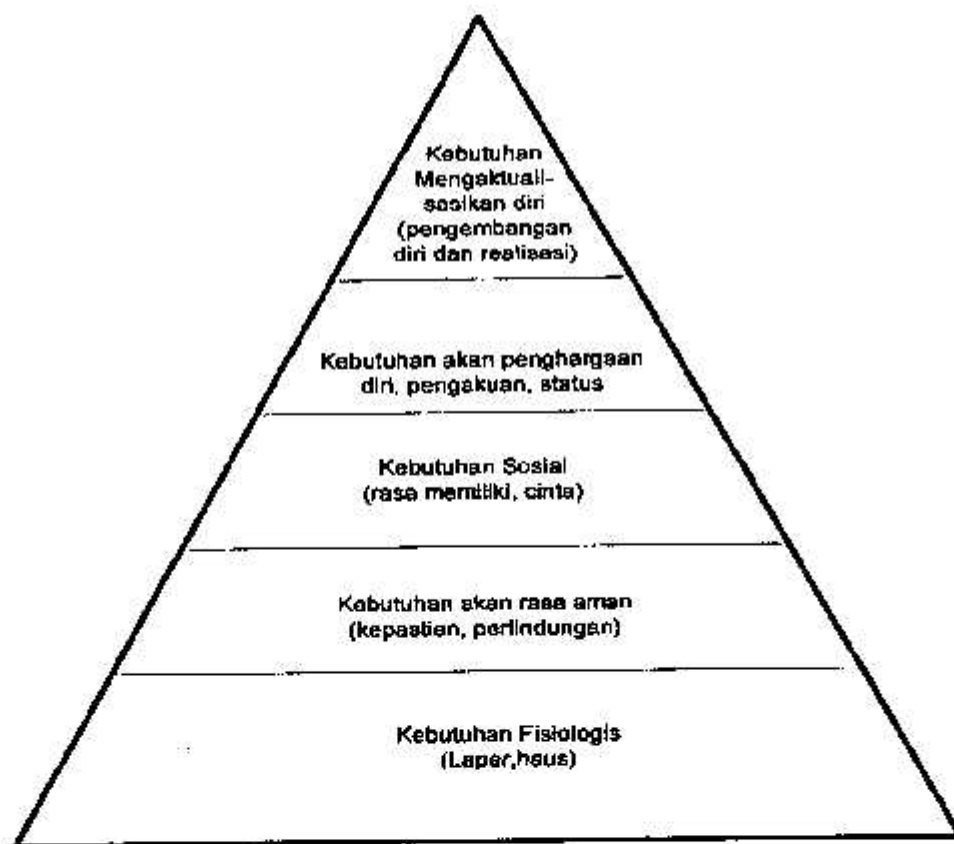 Kebutuhan
Mengaktuali-
sasikan diri
(pengembangan
diri dan realisasi)
Kebutuhan akan penghargaan
diri, pengakuan, status
Kebutuhan Sosial
(rasa memiliki, cinta)
Kebutuhan akan rasa aman
(kepastian, perlindungan)
Kebutuhan Fisiologis
(Laper,haus)